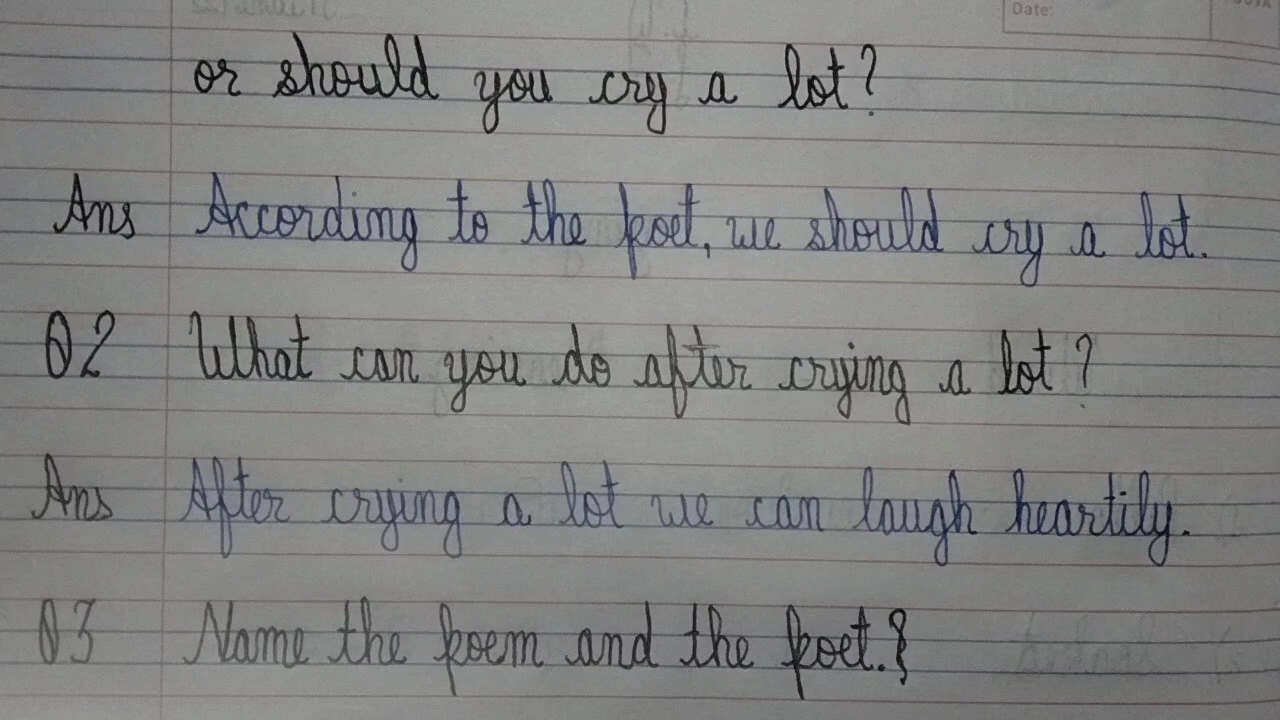 Date:
or should you cry a lot?
Ans According to the poet, we should cry a lot.
Q2 What can you do after crying a lot?
Ans After crying a lot we can laugh heartily.
Q3 Name the poem and the poet.